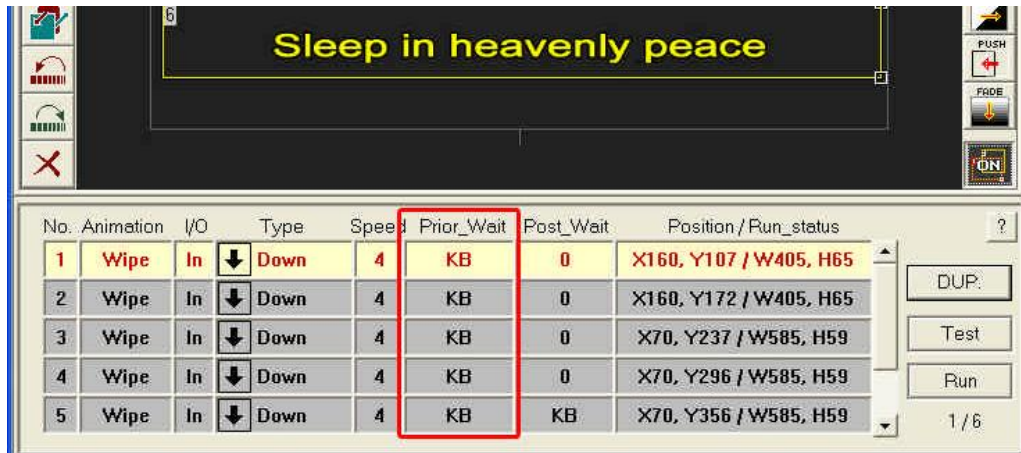 6
Sleep in heavenly peace
PUSH
FADE
ON
No. Animation I/O Type Speed Prior_Wait Post_Wait Position / Run_status ?
1 Wipe In Down 4 KB 0 X160, Y107 / W405, H65
2 Wipe In Down 4 KB 0 X160, Y172 / W405, H65
3 Wipe In Down 4 KB 0 X70, Y237 / W585, H59
4 Wipe In Down 4 KB 0 X70, Y296 / W585, H59
5 Wipe In Down 4 KB KB X70, Y356 / W585, H59
DUP.
Test
Run
1 / 6